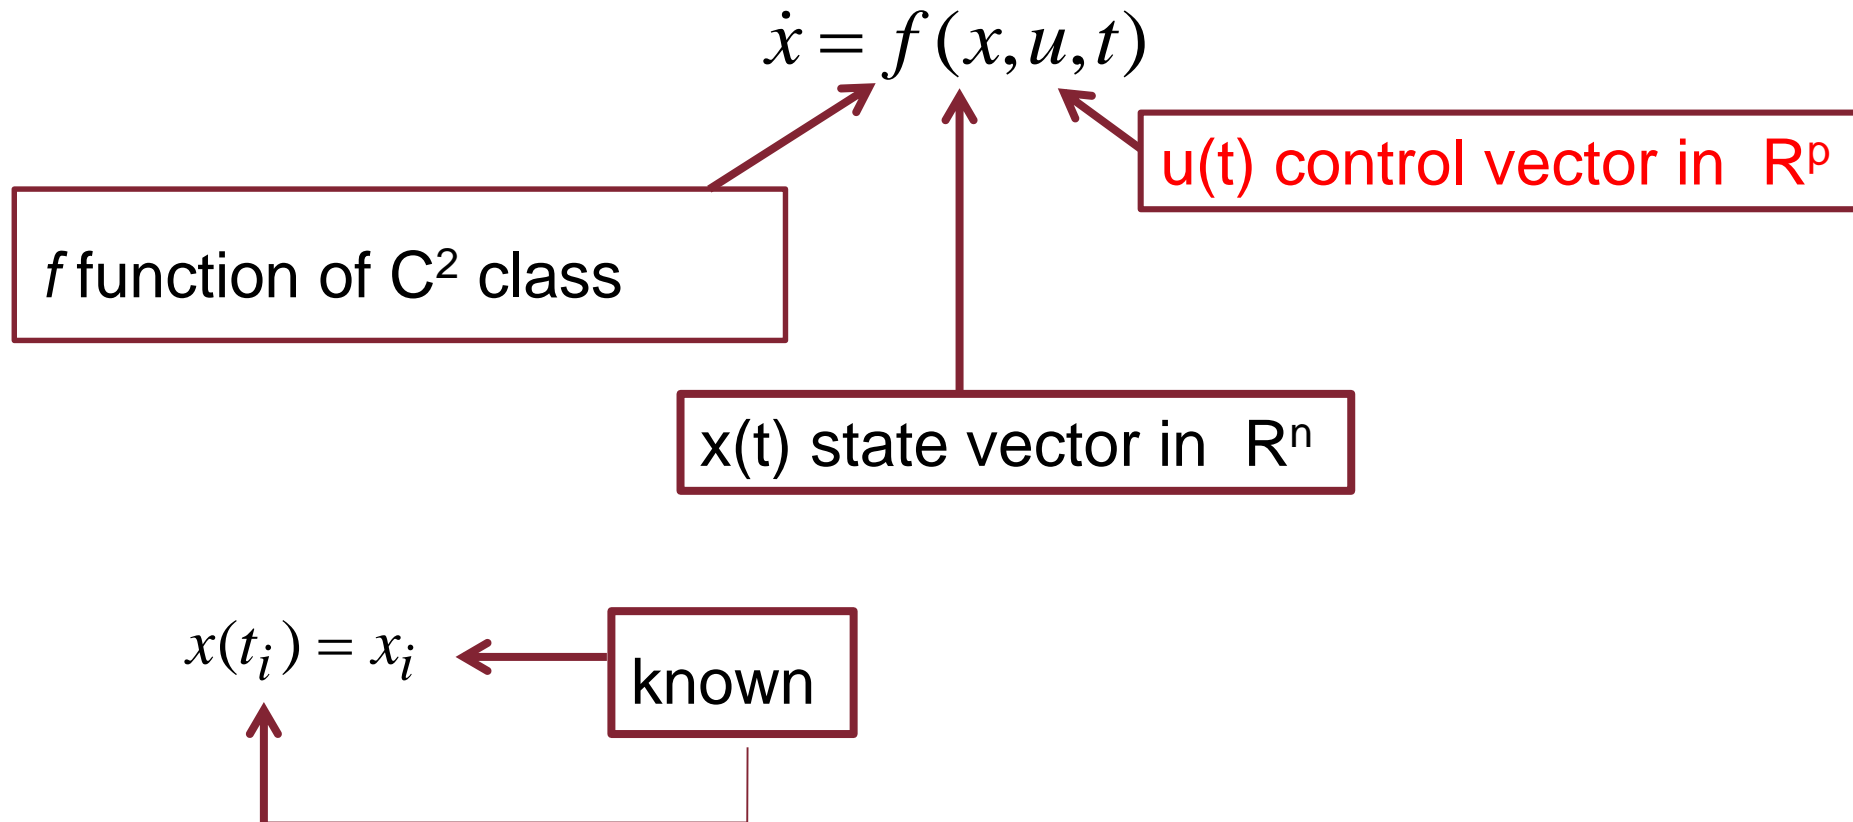 ẋ = f(x,u,t)
u(t) control vector in Rᵖ
f function of C² class
x(t) state vector in Rⁿ
x(tᵢ) = xᵢ
known